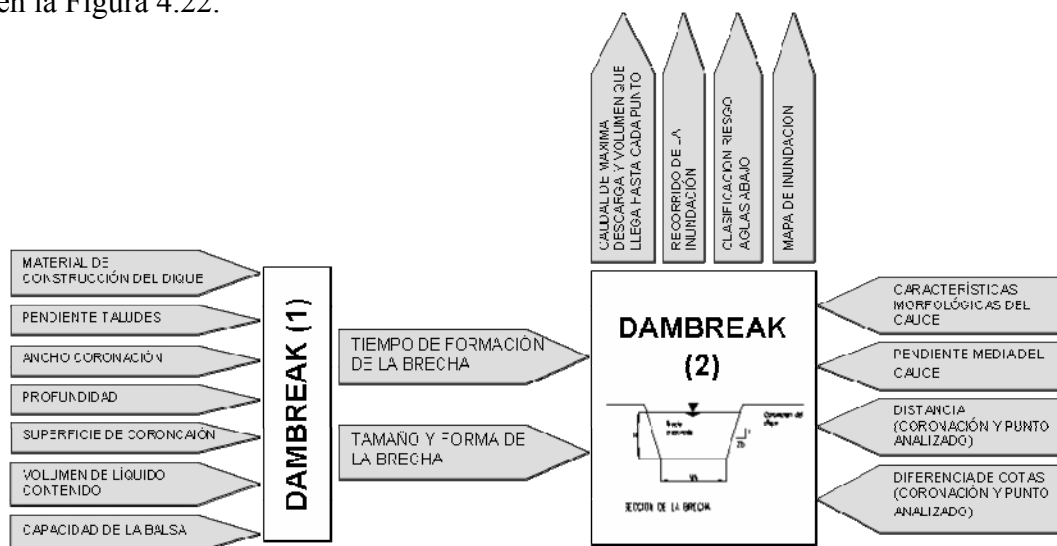 en la Figura 4.22.
CAUDAL DE MAXIMA
DESCARGA Y VOLUMEN QUE
LLEGA HASTA CADA PUNTO
RECORRIDO DE LA
INUNDACIÓN
CLASIFICACION RIESGO
AGUAS ABAJO
MAPA DE INUNDACION
MATERIAL DE
CONSTRUCCIÓN DEL DIQUE
PENDIENTE TALUDES
ANCHO CORONACIÓN
PROFUNDIDAD
SUPERFICIE DE CORONCAIÓN
VOLUMEN DE LÍQUIDO
CONTENIDO
CAPACIDAD DE LA BALSA
DAMBREAK (1)
TIEMPO DE FORMACIÓN
DE LA BRECHA
TAMAÑO Y FORMA DE
LA BRECHA
DAMBREAK
(2)
SECCION DE LA BRECHA
CARACTERÍSTICAS
MORFOLÓGICAS DEL
CAUCE
PENDIENTE MEDIA DEL
CAUCE
DISTANCIA
(CORONACIÓN Y PUNTO
ANALIZADO)
DIFERENCIA DE COTAS
(CORONACIÓN Y PUNTO
ANALIZADO)